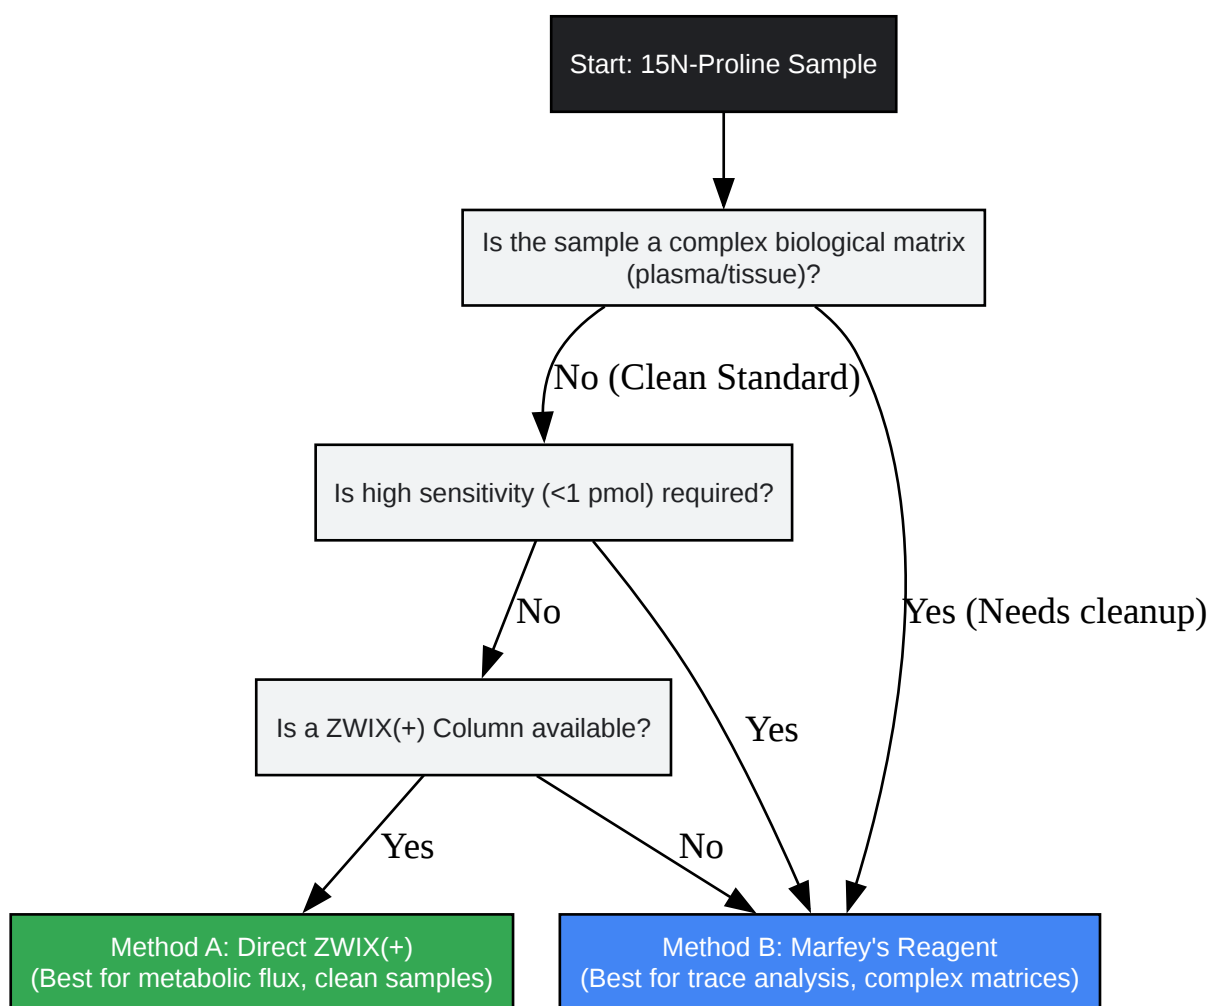 Start: 15N-Proline Sample
Is the sample a complex biological matrix
(plasma/tissue)?
No (Clean Standard)
Is high sensitivity (<1 pmol) required?
No
Yes (Needs cleanup)
Is a ZWIX(+) Column available?
Yes
Yes
No
Method A: Direct ZWIX(+)
(Best for metabolic flux, clean samples)
Method B: Marfey's Reagent
(Best for trace analysis, complex matrices)